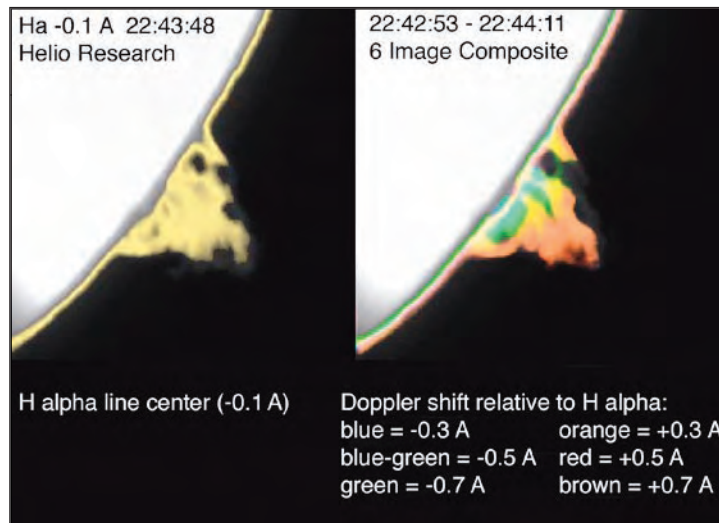 Ha -0.1 A 22:43:48
Helio Research
22:42:53 - 22:44:11
6 Image Composite
H alpha line center (-0.1 A)
Doppler shift relative to H alpha:
blue = -0.3 A orange = +0.3 A
blue-green = -0.5 A red = +0.5 A
green = -0.7 A brown = +0.7 A